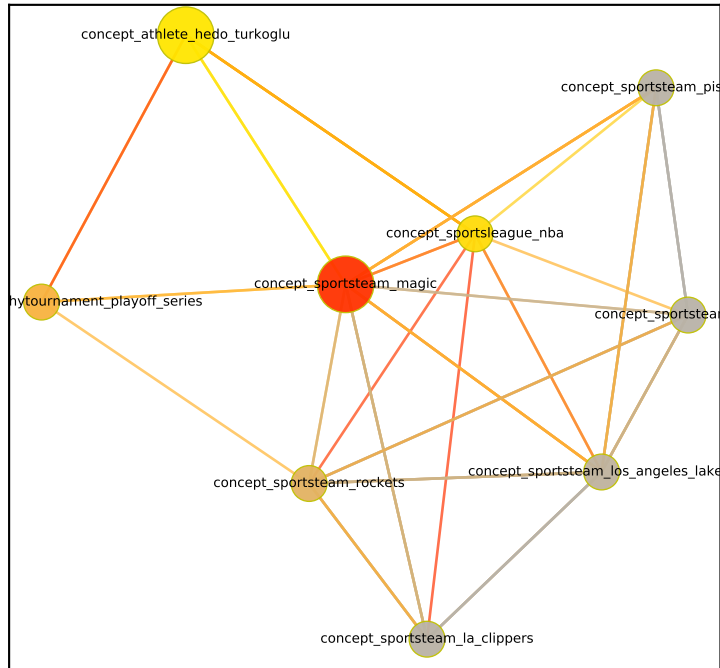 concept_athlete_hedo_turkoglu
concept_sportsteam_pis
concept_sportsleague_nba
concept_sportsteam_magic
hytournament_playoff_series
concept_sportsteam
concept_sportsteam_los_angeles_lake
concept_sportsteam_rockets
concept_sportsteam_la_clippers